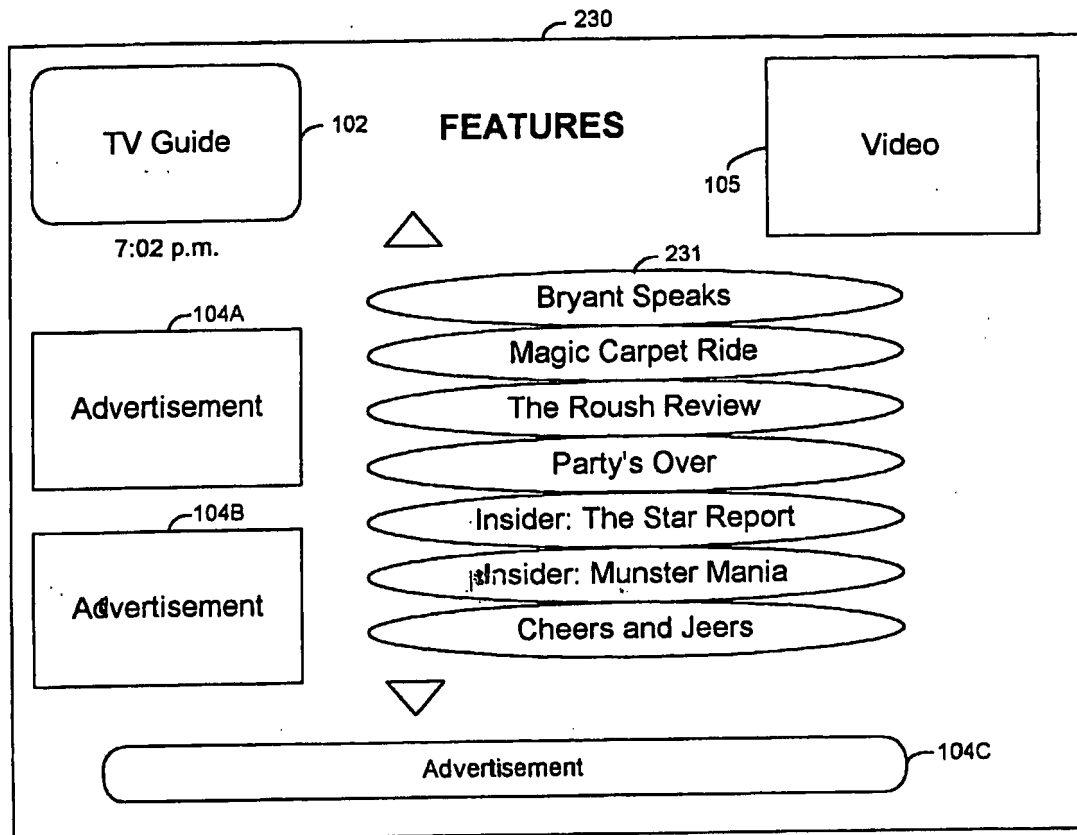 230
TV Guide
102
FEATURES
Video
105
7:02 p.m.
231
Bryant Speaks
104A
Magic Carpet Ride
Advertisement
The Roush Review
Party's Over
104B
Insider: The Star Report
Advertisement
Insider: Munster Mania
Cheers and Jeers
Advertisement
104C